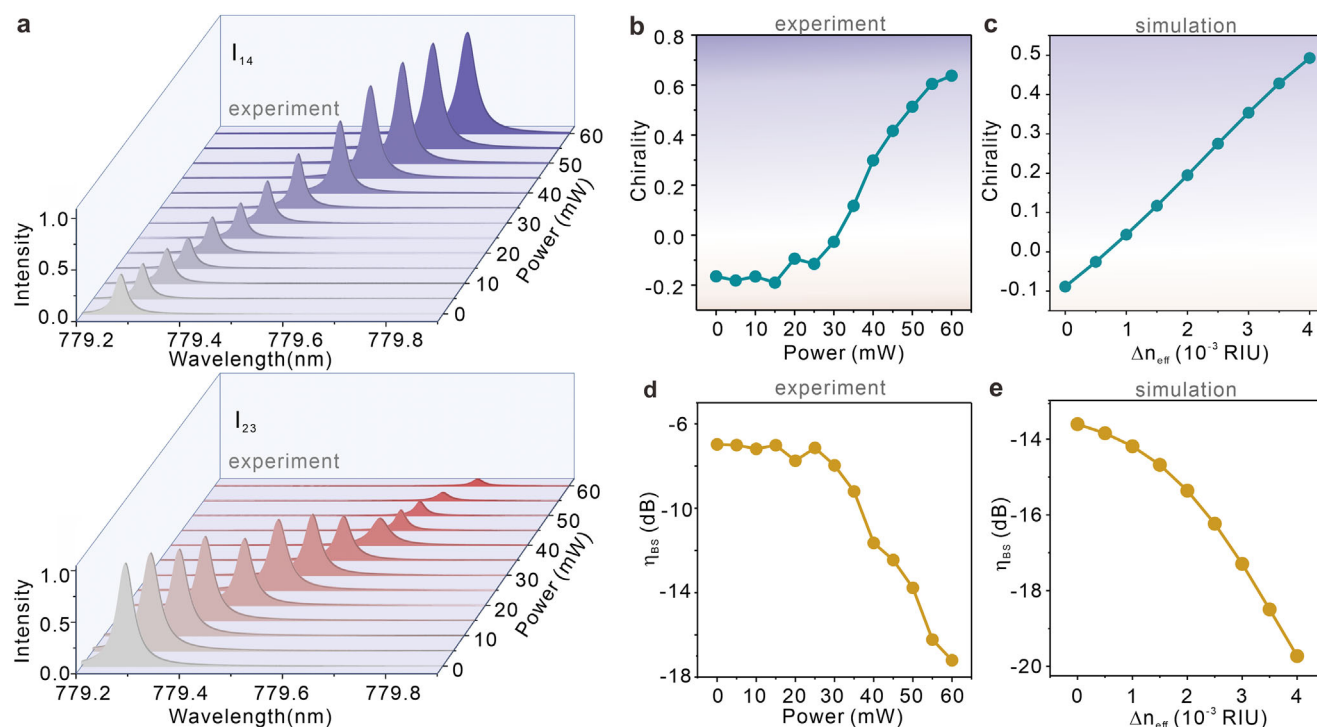 a
I14
experiment
1.0
0.5
0.0
Intensity
779.2
779.4
779.6
779.8
Wavelength(nm)
0
10
20
30
40
50
60
Power (mW)
I23
experiment
1.0
0.5
0.0
Intensity
779.2
779.4
779.6
779.8
Wavelength(nm)
0
10
20
30
40
50
60
Power (mW)
b
experiment
0.8
0.6
0.4
0.2
0.0
-0.2
Chirality
0 10 20 30 40 50 60
Power (mW)
c
simulation
0.5
0.4
0.3
0.2
0.1
0.0
-0.1
Chirality
0 1 2 3 4
Δneff (10-3 RIU)
d
experiment
-6
-10
-14
-18
ηBS (dB)
0 10 20 30 40 50 60
Power (mW)
e
simulation
-14
-16
-18
-20
ηBS (dB)
0 1 2 3 4
Δneff (10-3 RIU)